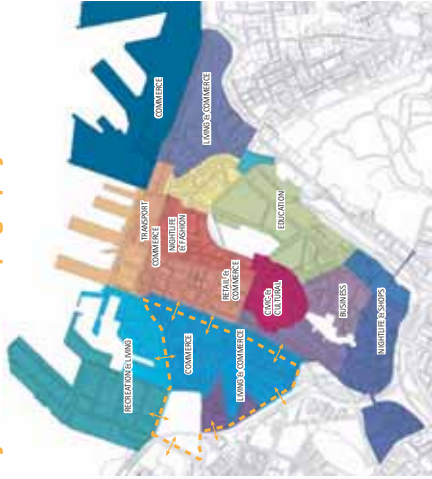 COMMERCE
LIVING & COMMERCE
TRANSPORT
COMMERCE
NIGHTLIFE
& FASHION
EDUCATION
RETAIL &
COMMERCE
CIVIC &
CULTURAL
BUSINESS
NIGHTLIFE & SHOPS
RECREATION & LIVING
COMMERCE
LIVING & COMMERCE